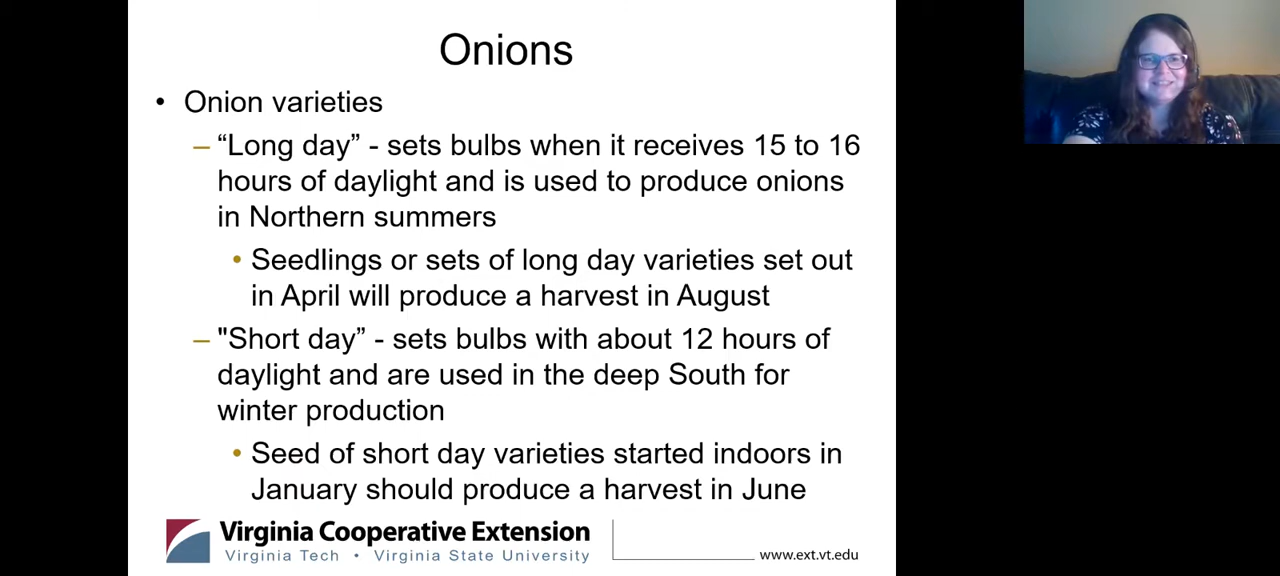 Onions
• Onion varieties
– “Long day” - sets bulbs when it receives 15 to 16
hours of daylight and is used to produce onions
in Northern summers
• Seedlings or sets of long day varieties set out
in April will produce a harvest in August
– "Short day” - sets bulbs with about 12 hours of
daylight and are used in the deep South for
winter production
• Seed of short day varieties started indoors in
January should produce a harvest in June
Virginia Cooperative Extension
Virginia Tech • Virginia State University
www.ext.vt.edu